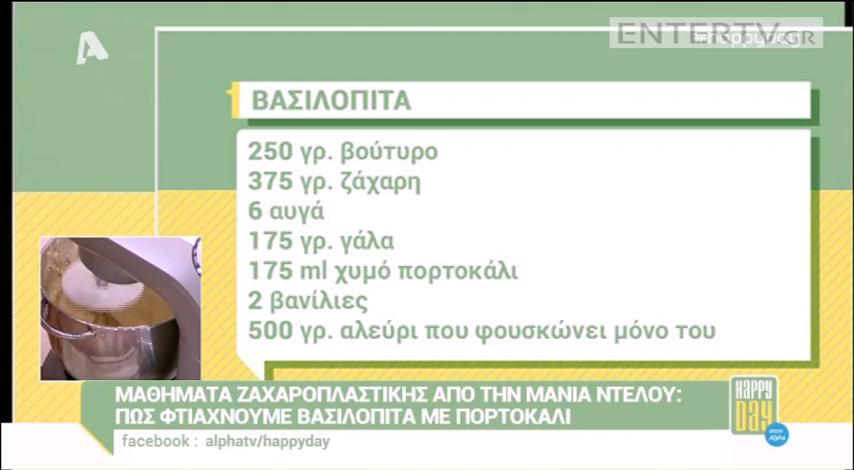 ENTERTV.GR
ΒΑΣΙΛΟΠΙΤΑ
250 γρ. βούτυρο
375 γρ. ζάχαρη
6 αυγά
175 γρ. γάλα
175 ml χυμό πορτοκάλι
2 βανίλιες
500 γρ. αλεύρι που φουσκώνει μόνο του
ΜΑΘΗΜΑΤΑ ΖΑΧΑΡΟΠΛΑΣΤΙΚΗΣ ΑΠΟ ΤΗΝ ΜΑΝΙΑ ΝΤΕΛΟΥ:
ΠΩΣ ΦΤΙΑΧΝΟΥΜΕ ΒΑΣΙΛΟΠΙΤΑ ΜΕ ΠΟΡΤΟΚΑΛΙ
HAPPY
DAY
στον
Alpha
facebook : alphatv/happyday